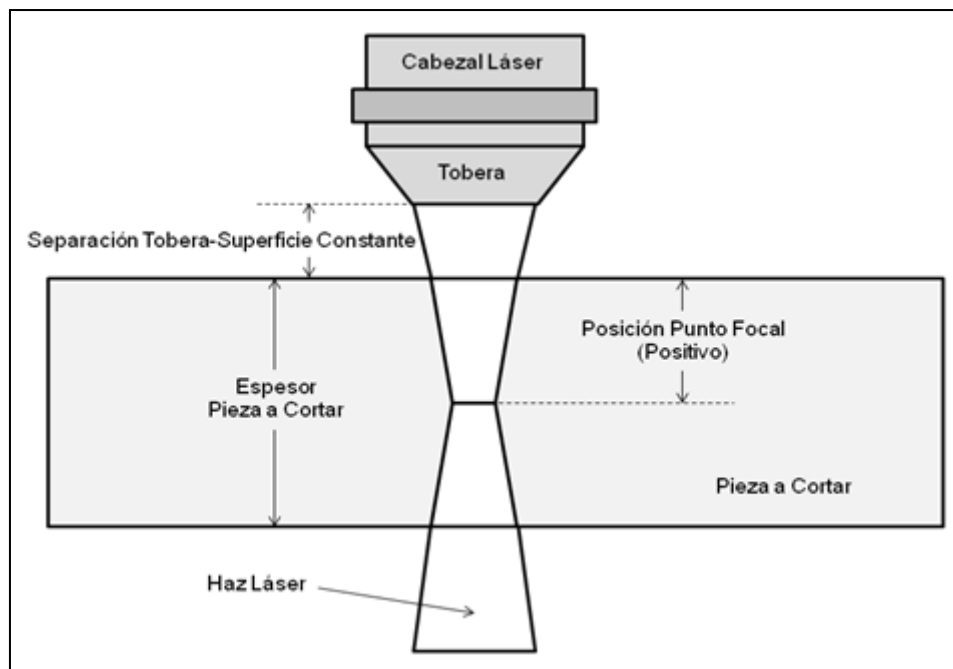 Cabezal Láser
Tobera
Separación Tobera-Superficie Constante
Posición Punto Focal
(Positivo)
Espesor
Pieza a Cortar
Pieza a Cortar
Haz Láser